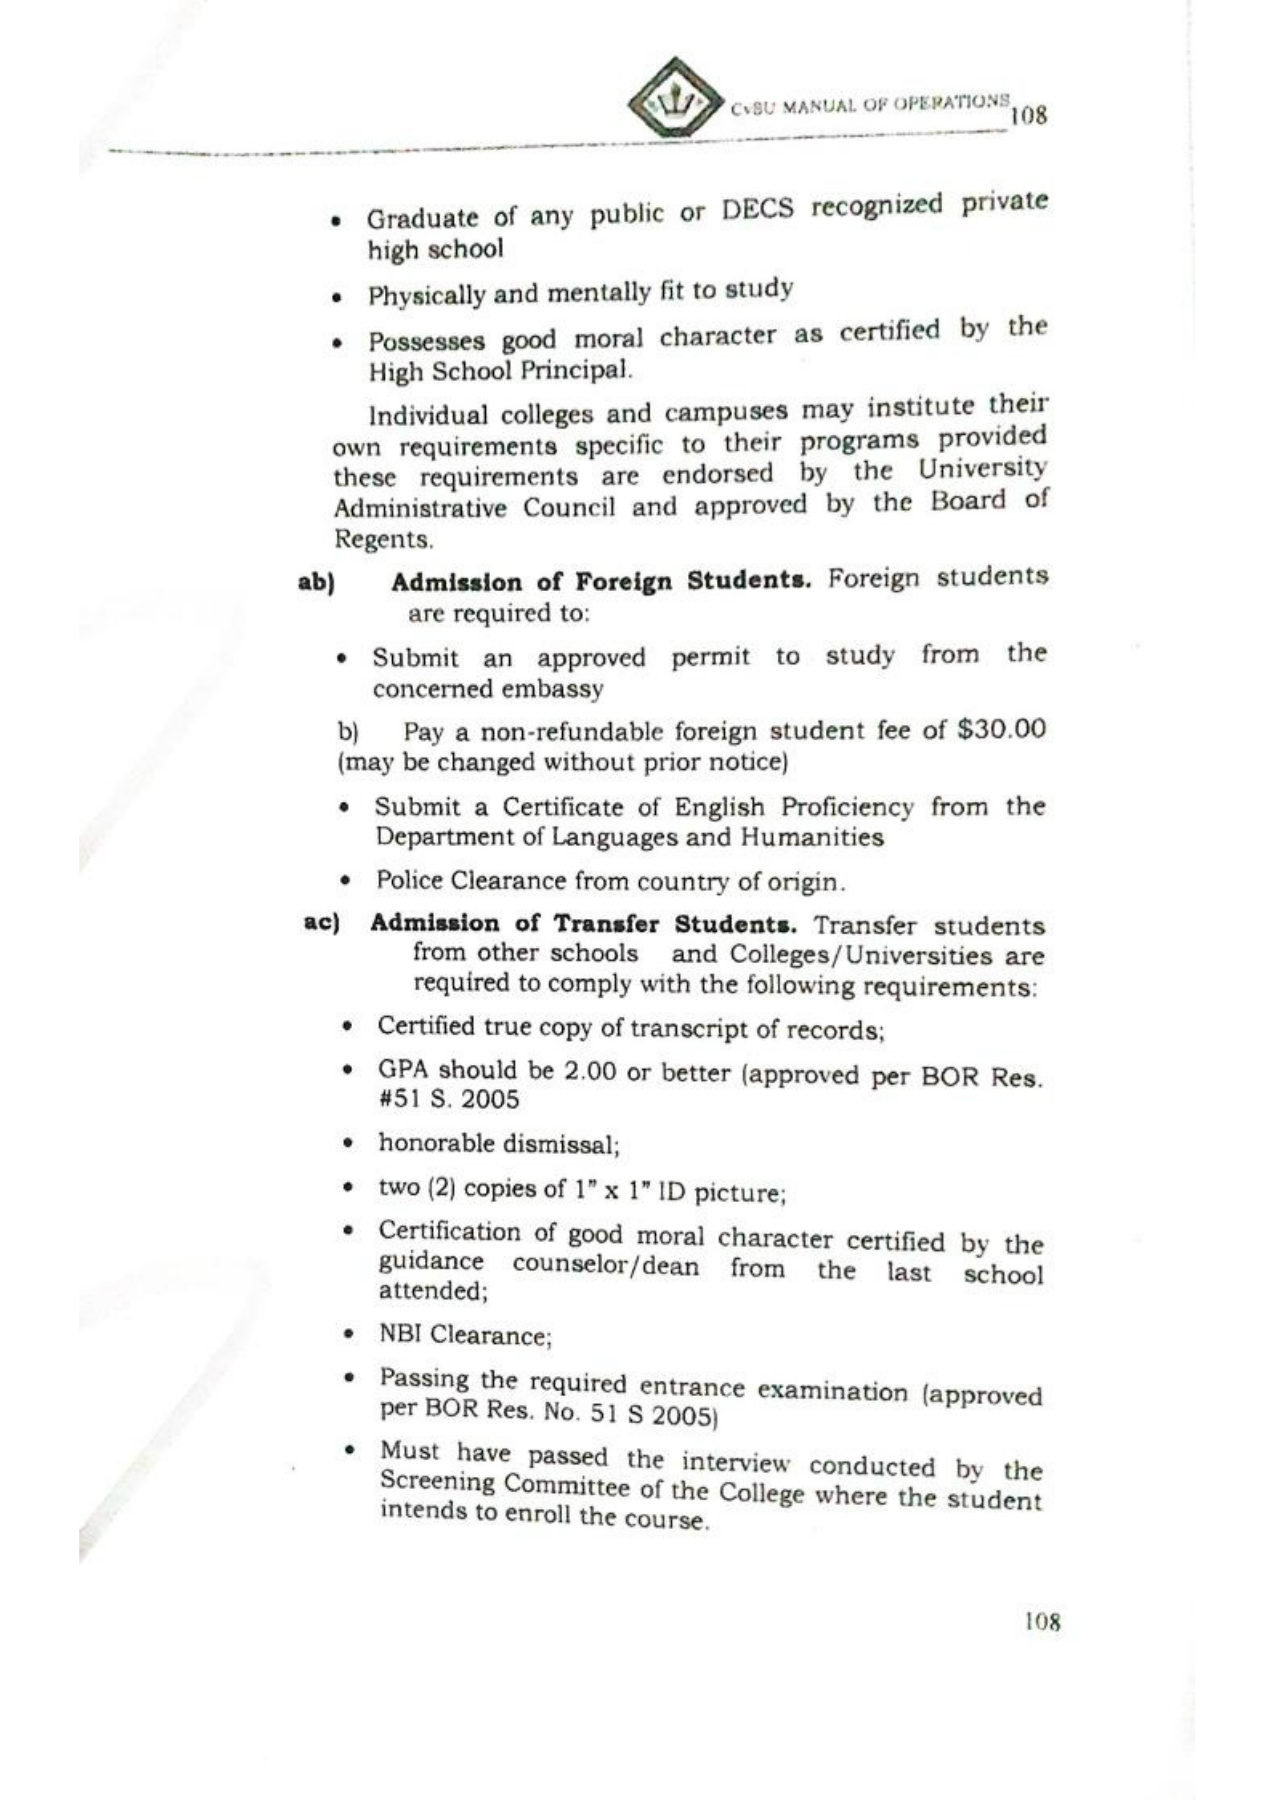 CvSU MANUAL OF OPERATIONS 108
• Graduate of any public or DECS recognized private
high school
• Physically and mentally fit to study
• Possesses good moral character as certified by the
High School Principal.
Individual colleges and campuses may institute their
own requirements specific to their programs provided
these requirements are endorsed by the University
Administrative Council and approved by the Board of
Regents.
ab) Admission of Foreign Students. Foreign students
are required to:
• Submit an approved permit to study from the
concerned embassy
b) Pay a non-refundable foreign student fee of $30.00
(may be changed without prior notice)
• Submit a Certificate of English Proficiency from the
Department of Languages and Humanities
• Police Clearance from country of origin.
ac) Admission of Transfer Students. Transfer students
from other schools and Colleges/Universities are
required to comply with the following requirements:
• Certified true copy of transcript of records;
• GPA should be 2.00 or better (approved per BOR Res.
#51 S. 2005
• honorable dismissal;
• two (2) copies of 1” x 1” ID picture;
• Certification of good moral character certified by the
guidance counselor/dean from the last school
attended;
• NBI Clearance;
• Passing the required entrance examination (approved
per BOR Res. No. 51 S 2005)
• Must have passed the interview conducted by the
Screening Committee of the College where the student
intends to enroll the course.
108